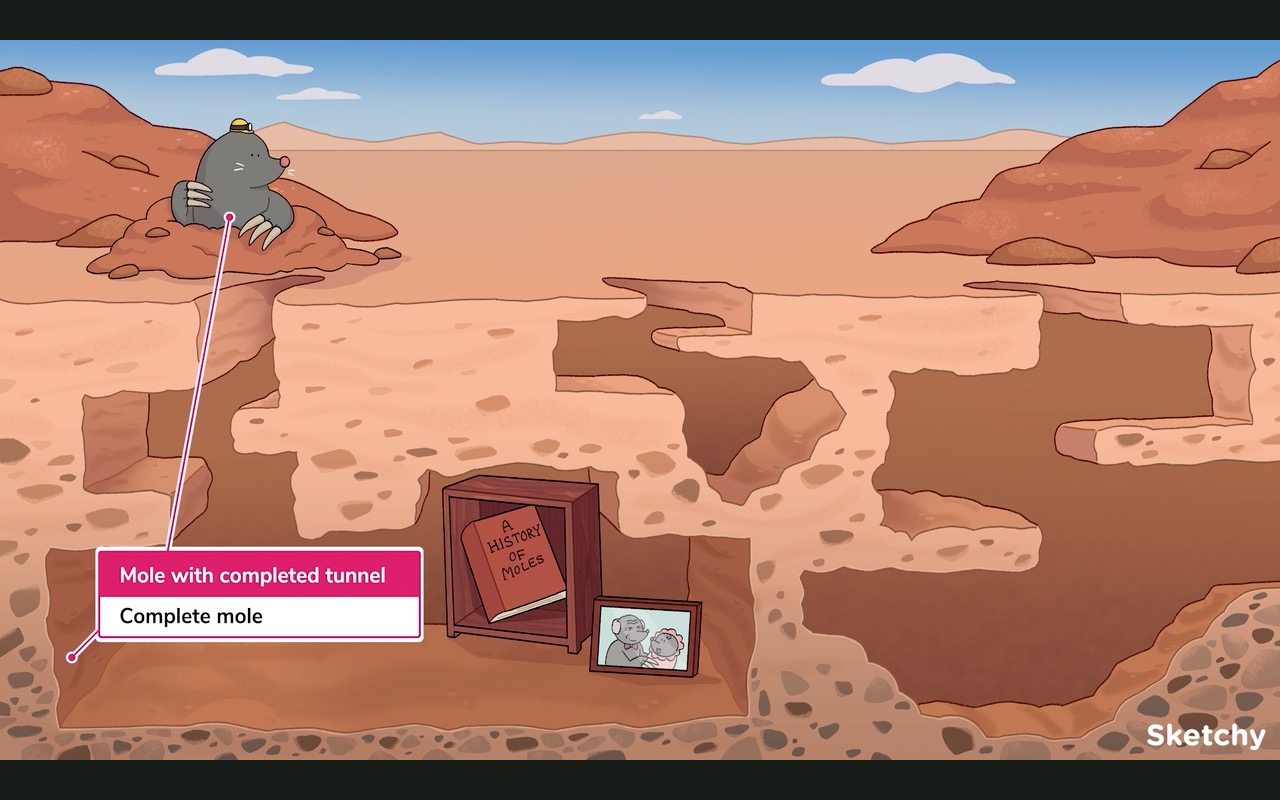 A
HISTORY
OF
MOLES
Mole with completed tunnel
Complete mole
Sketchy